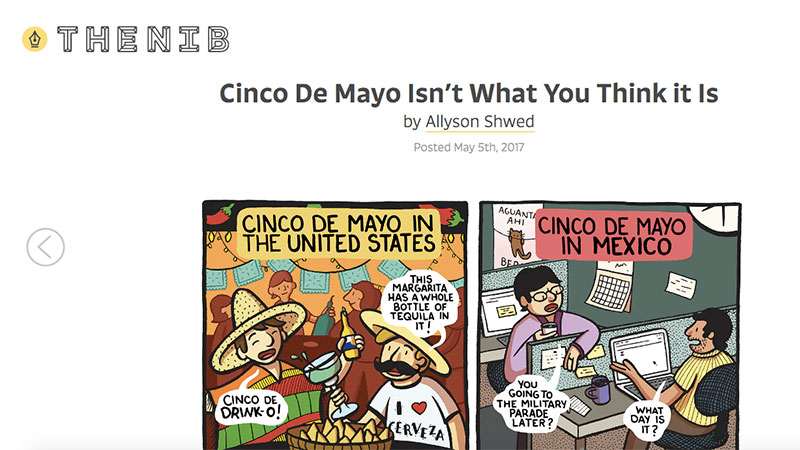 THENIB
Cinco De Mayo Isn't What You Think it Is
by Allyson Shwed
Posted May 5th, 2017
CINCO DE MAYO IN
THE UNITED STATES
THIS
MARGARITA
HAS A WHOLE
BOTTLE OF
TEQUILA IN
IT!
CINCO DE
DRINK-O!
I ❤
CERVEZA
AGUANTA
AHI
CINCO DE MAYO
IN MEXICO
YOU
GOING TO
THE MILITARY
PARADE
LATER?
WHAT
DAY IS
IT?